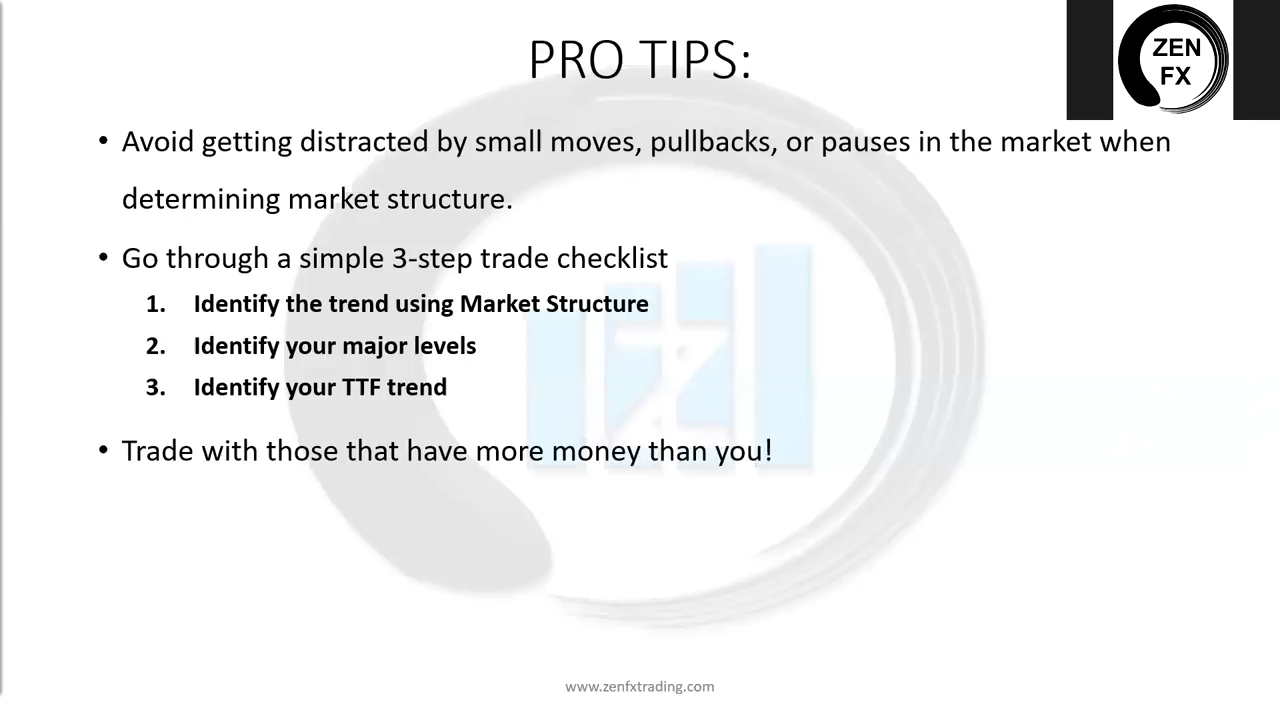 ZEN
FX
PRO TIPS:
• Avoid getting distracted by small moves, pullbacks, or pauses in the market when
determining market structure.
• Go through a simple 3-step trade checklist
1. Identify the trend using Market Structure
2. Identify your major levels
3. Identify your TTF trend
• Trade with those that have more money than you!
www.zenfxtrading.com